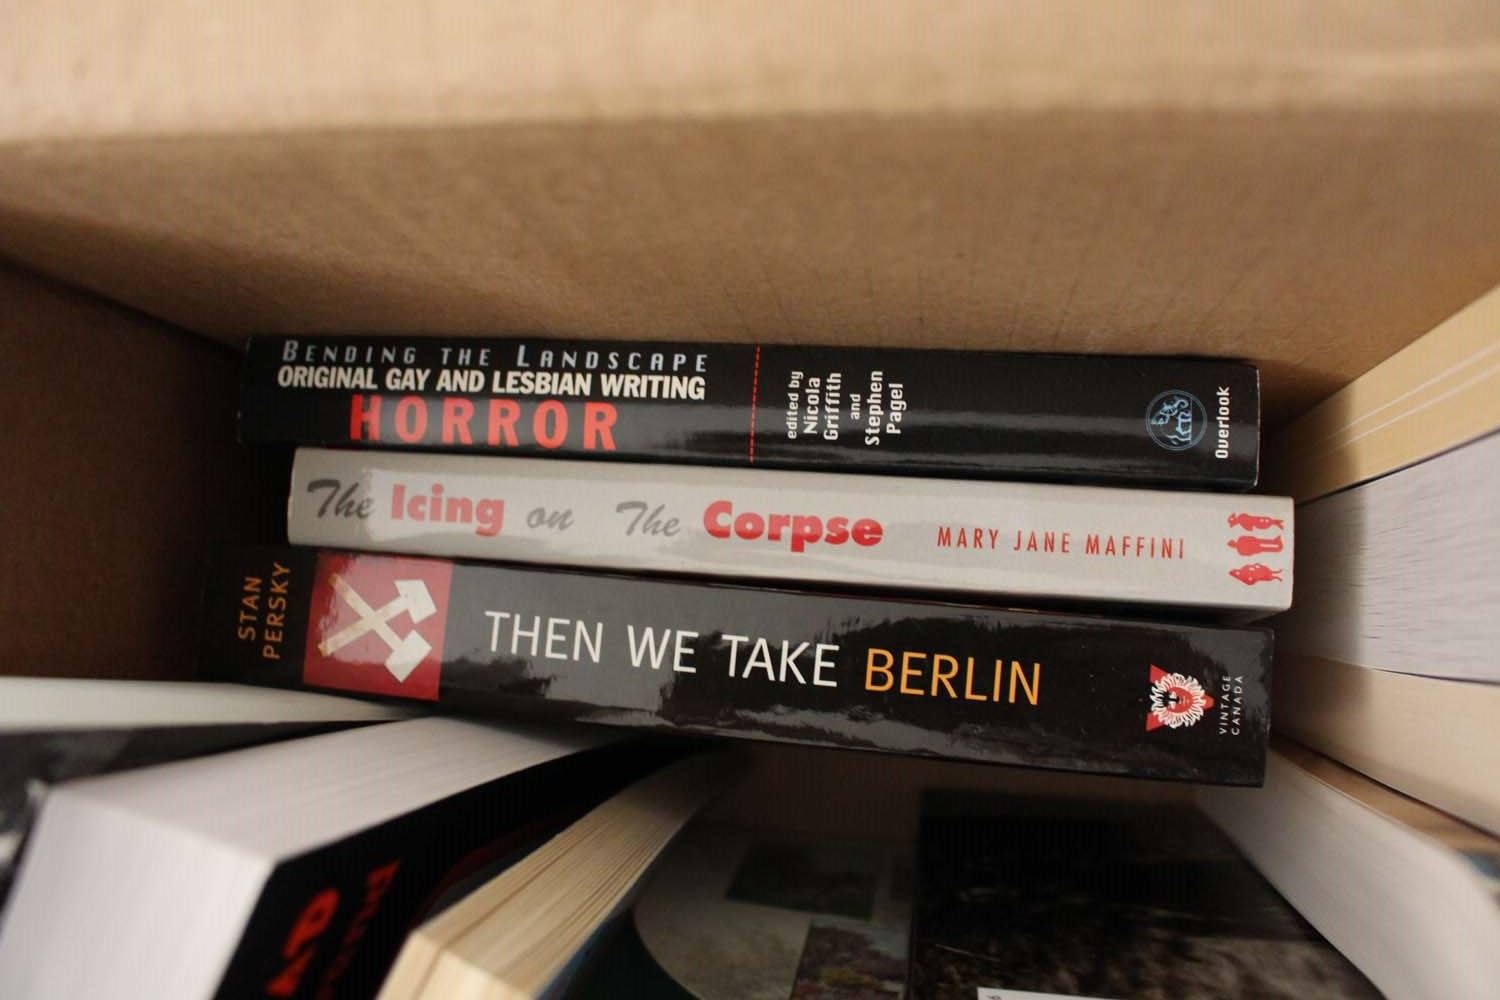 BENDING THE LANDSCAPE
ORIGINAL GAY AND LESBIAN WRITING
HORROR
edited by
Nicola
Griffith
and
Stephen
Pagel
Overlook
The Icing on The Corpse
MARY JANE MAFFINI
STAN
PERSKY
THEN WE TAKE BERLIN
VINTAGE
CANADA